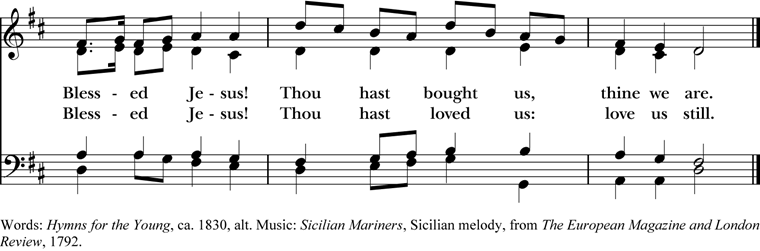 Bless - ed Je - sus! Thou hast bought us, thine we are.
Bless - ed Je - sus! Thou hast loved us: love us still.
Words: Hymns for the Young, ca. 1830, alt. Music: Sicilian Mariners, Sicilian melody, from The European Magazine and London
Review, 1792.